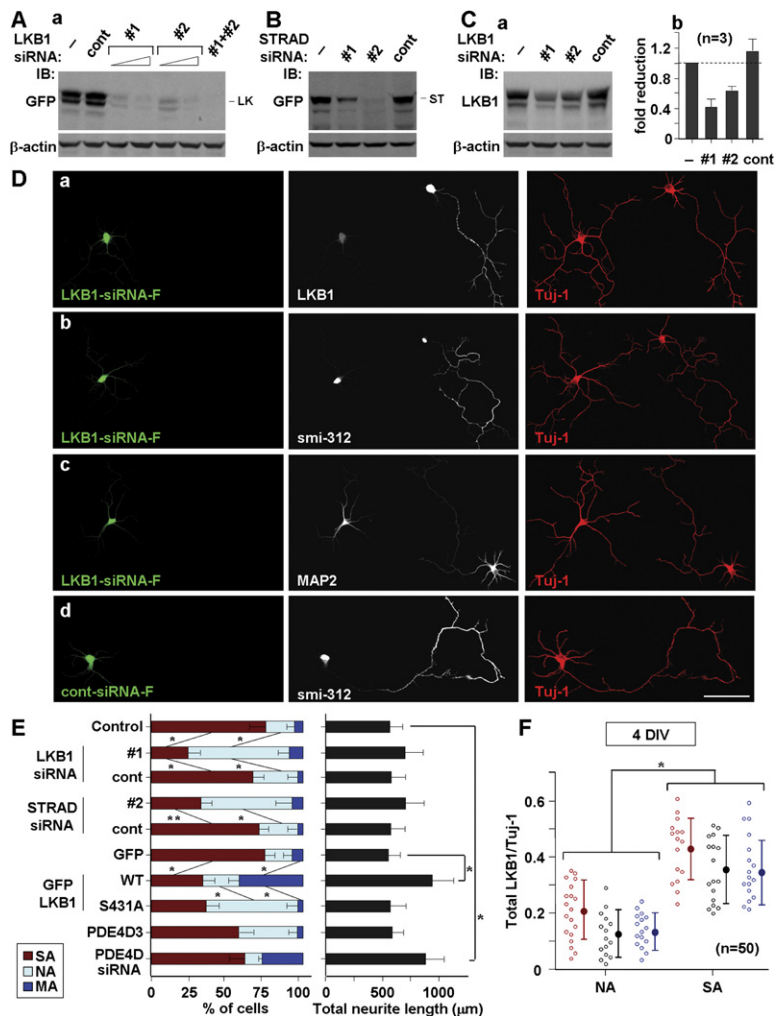 A a B C a b
LKB1 siRNA: – cont #1 #2 #1+#2
IB:
GFP – LK
β-actin
STRAD siRNA: – #1 #2 cont
IB:
GFP – ST
β-actin
LKB1 siRNA: – #1 #2 cont
IB:
LKB1
β-actin
(n=3)
fold reduction
1.2
0.8
0.4
0
– #1 #2 cont
D
a
LKB1-siRNA-F LKB1 Tuj-1
b
LKB1-siRNA-F smi-312 Tuj-1
c
LKB1-siRNA-F MAP2 Tuj-1
d
cont-siRNA-F smi-312 Tuj-1
E
Control
* *
LKB1 siRNA
#1
* *
cont
STRAD siRNA
#2
** *
cont
GFP
* *
GFP LKB1
WT
* *
S431A
PDE4D3
PDE4D siRNA
SA
NA
MA
0 25 50 75 100
% of cells
0 500 1000
Total neurite length (μm)
*
*
F
4 DIV
*
Total LKB1/Tuj-1
0.6
0.4
0.2
0
(n=50)
NA SA